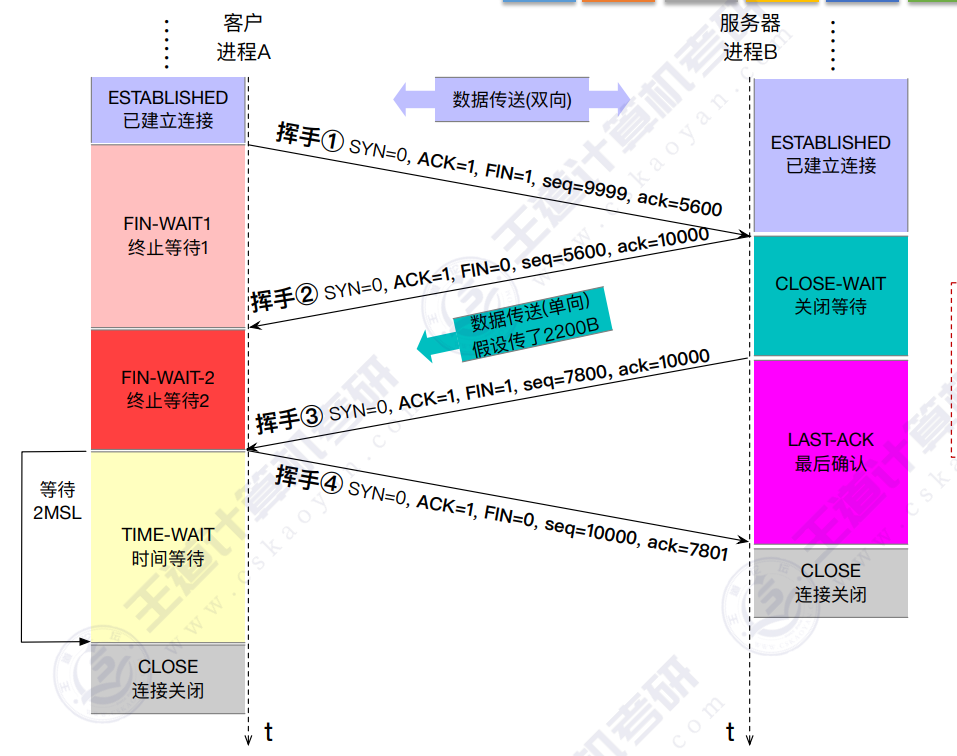 客户
进程A
服务器
进程B
ESTABLISHED
已建立连接
数据传送(双向)
ESTABLISHED
已建立连接
挥手① SYN=0, ACK=1, FIN=1, seq=9999, ack=5600
FIN-WAIT1
终止等待1
挥手② SYN=0, ACK=1, FIN=0, seq=5600, ack=10000
CLOSE-WAIT
关闭等待
数据传送(单向)
假设传了2200B
FIN-WAIT-2
终止等待2
挥手③ SYN=0, ACK=1, FIN=1, seq=7800, ack=10000
LAST-ACK
最后确认
挥手④ SYN=0, ACK=1, FIN=0, seq=10000, ack=7801
等待
2MSL
TIME-WAIT
时间等待
CLOSE
连接关闭
CLOSE
连接关闭
t
t
王道计算机考研
www.cskaoyan.com